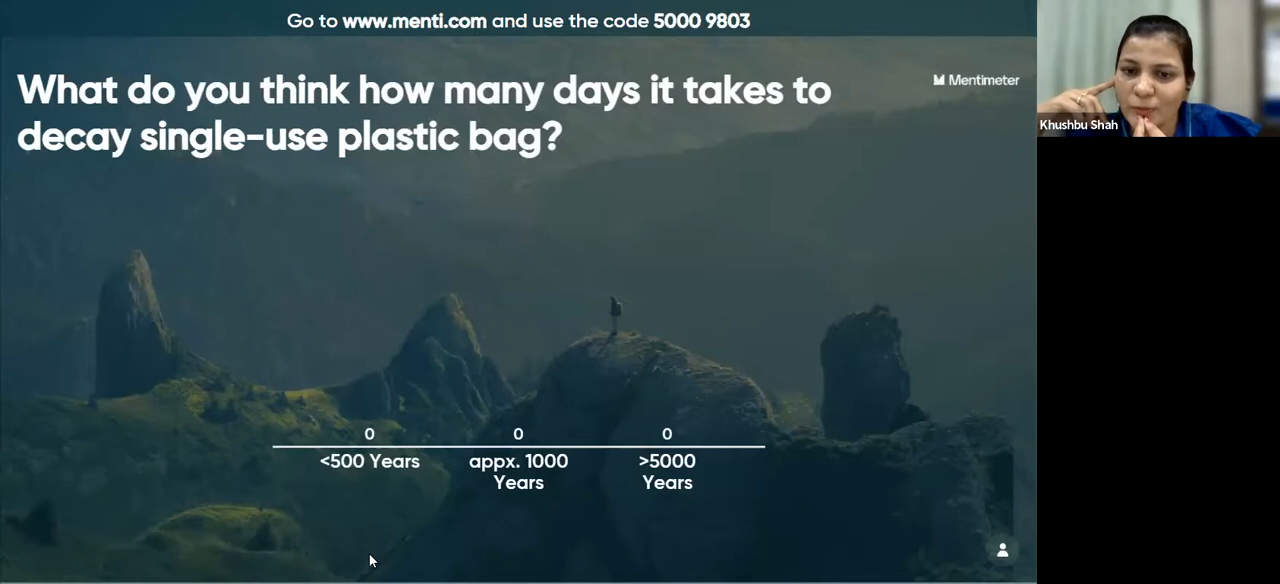 Go to www.menti.com and use the code 5000 9803
What do you think how many days it takes to
decay single-use plastic bag?
Mentimeter
Khushbu Shah
0
0
0
<500 Years
appx. 1000
Years
>5000
Years